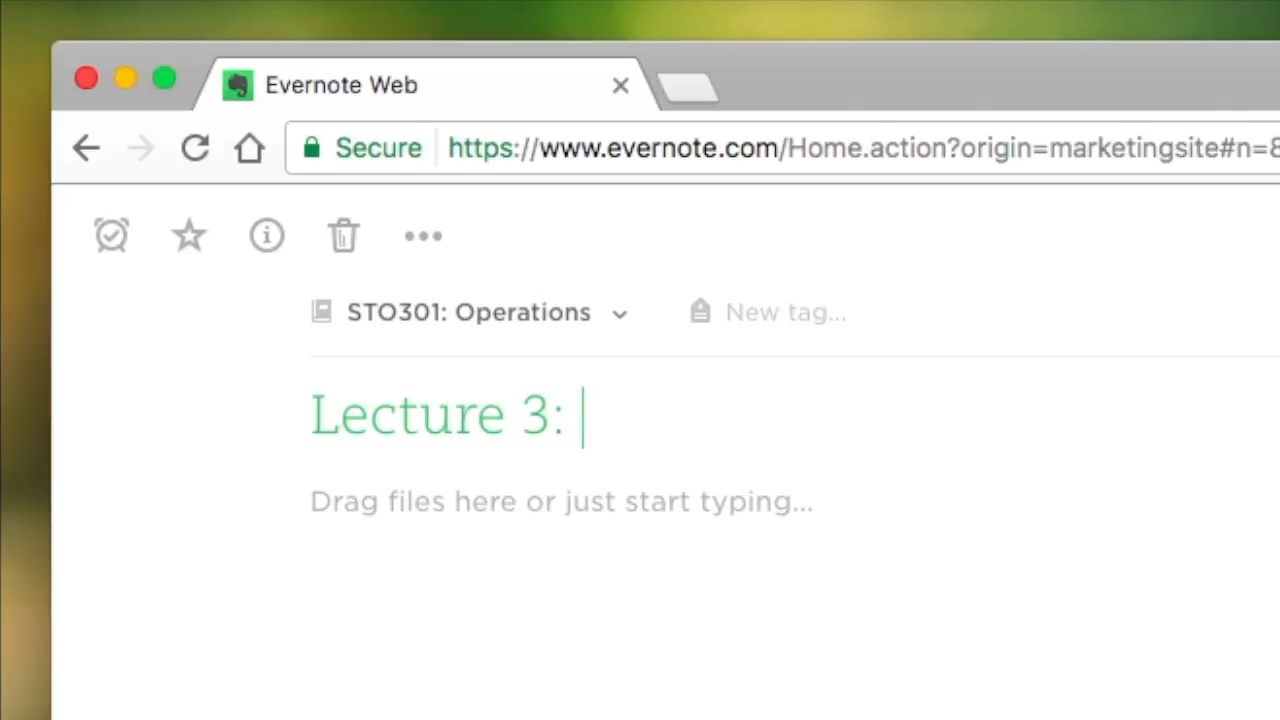 Evernote Web
Secure https://www.evernote.com/Home.action?origin=marketingsite#n=8
STO301: Operations New tag...
Lecture 3:
Drag files here or just start typing...